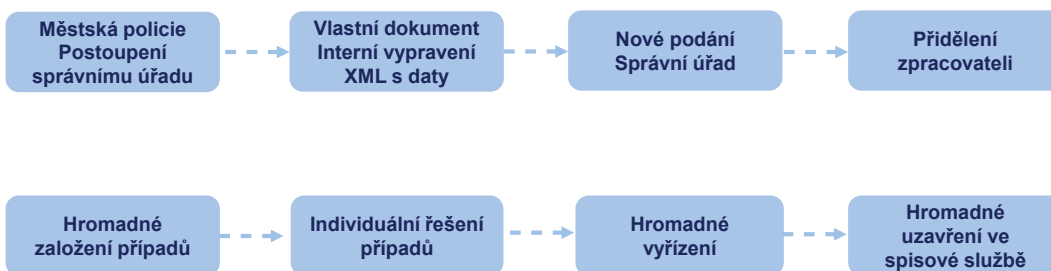 Městská policie
Postoupení
správnímu úřadu
Vlastní dokument
Interní vypravení
XML s daty
Nové podání
Správní úřad
Přidělení
zpracovateli
Hromadné
založení případů
Individuální řešení
případů
Hromadné
vyřízení
Hromadné
uzavření ve
spisové službě